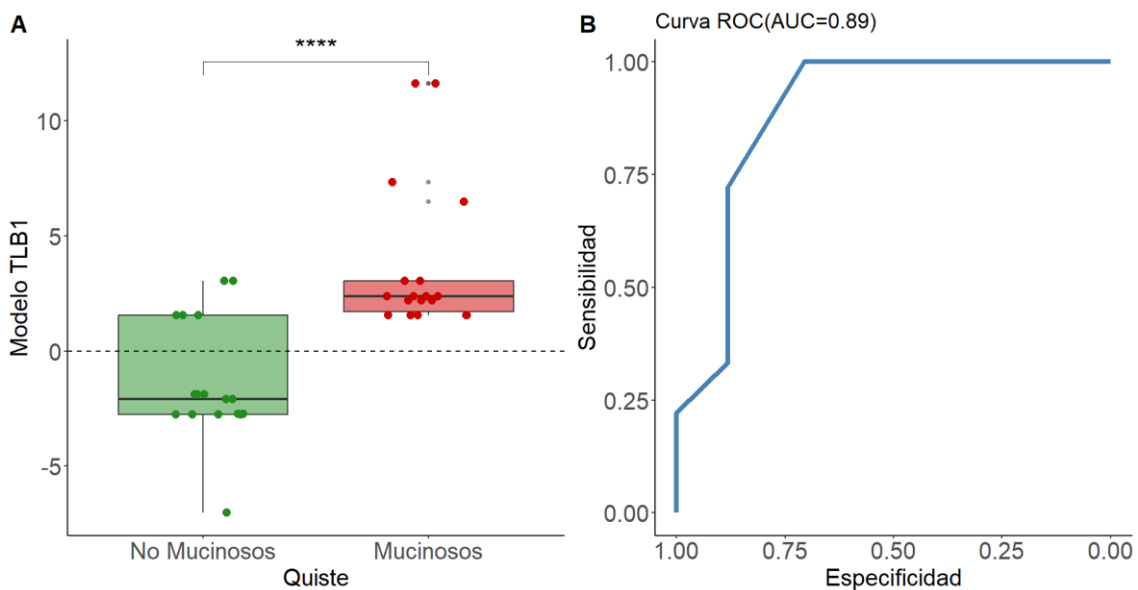 A
****
Modelo TLB1
10
5
0
-5
No Mucinosos
Mucinosos
Quiste
B
Curva ROC(AUC=0.89)
Sensibilidad
1.00
0.75
0.50
0.25
0.00
1.00
0.75
0.50
0.25
0.00
Especificidad